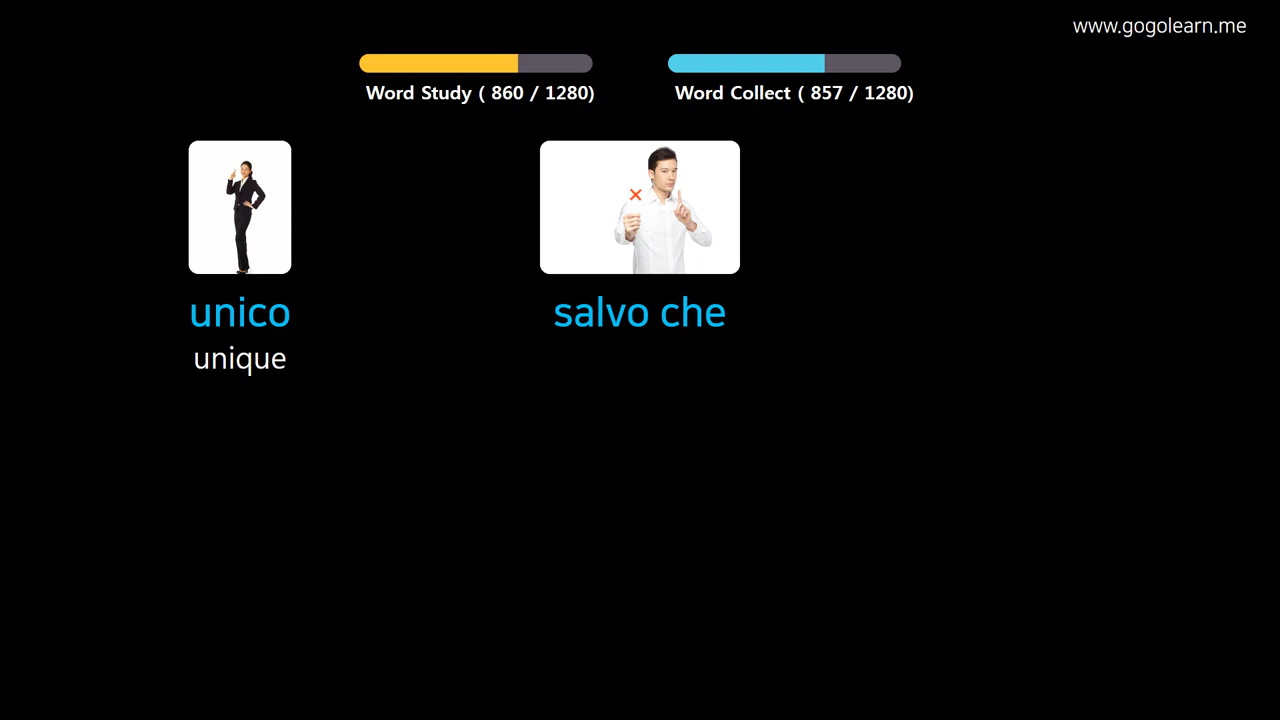 www.gogolearn.me
Word Study ( 860 / 1280)
Word Collect ( 857 / 1280)
unico
unique
salvo che